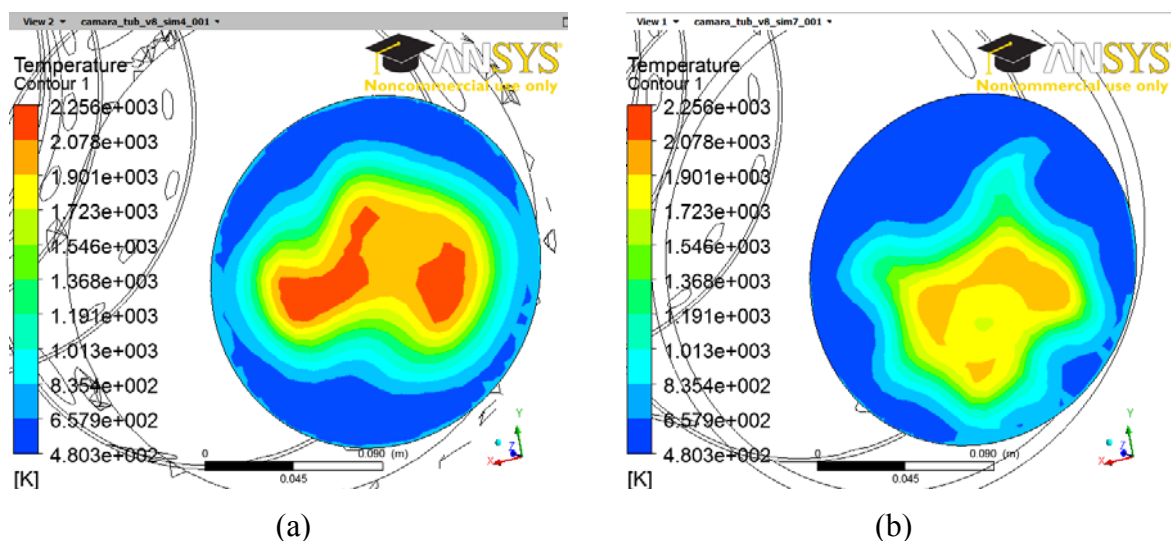 View 2 ▾ camara_tub_v8_sim4_001 ▾
ANSYS
Noncommercial use only
Temperature
Contour 1
2.256e+003
2.078e+003
1.901e+003
1.723e+003
1.546e+003
1.368e+003
1.191e+003
1.013e+003
8.354e+002
6.579e+002
4.803e+002
[K]
0
0.090 (m)
0.045
Y
Z
X
(a)
View 1 ▾ camara_tub_v8_sim7_001 ▾
ANSYS
Noncommercial use only
Temperature
Contour 1
2.256e+003
2.078e+003
1.901e+003
1.723e+003
1.546e+003
1.368e+003
1.191e+003
1.013e+003
8.354e+002
6.579e+002
4.803e+002
[K]
0
0.090 (m)
0.045
Y
Z
X
(b)